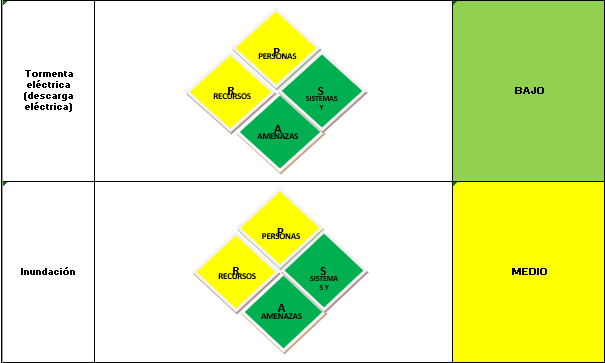 Tormenta
eléctrica
(descarga
eléctrica)
P
PERSONAS
R
RECURSOS
S
SISTEMAS
Y
A
AMENAZAS
BAJO
Inundación
P
PERSONAS
R
RECURSOS
S
SISTEMA
S Y
A
AMENAZAS
MEDIO